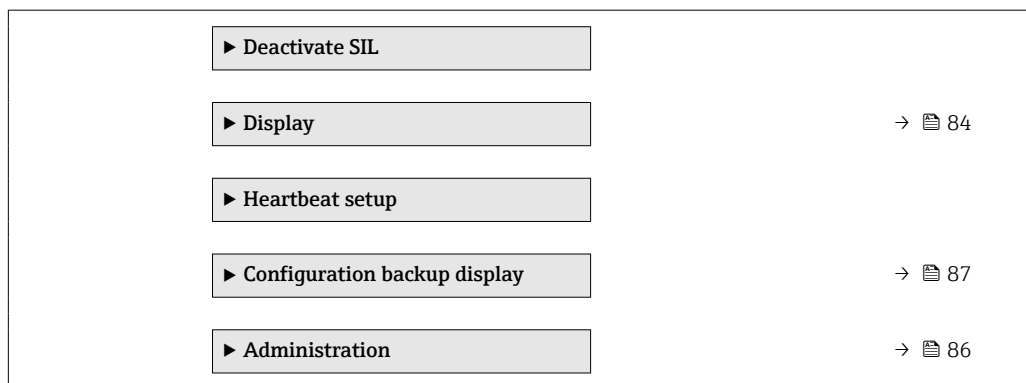 ► Deactivate SIL
► Display → 84
► Heartbeat setup
► Configuration backup display → 87
► Administration → 86